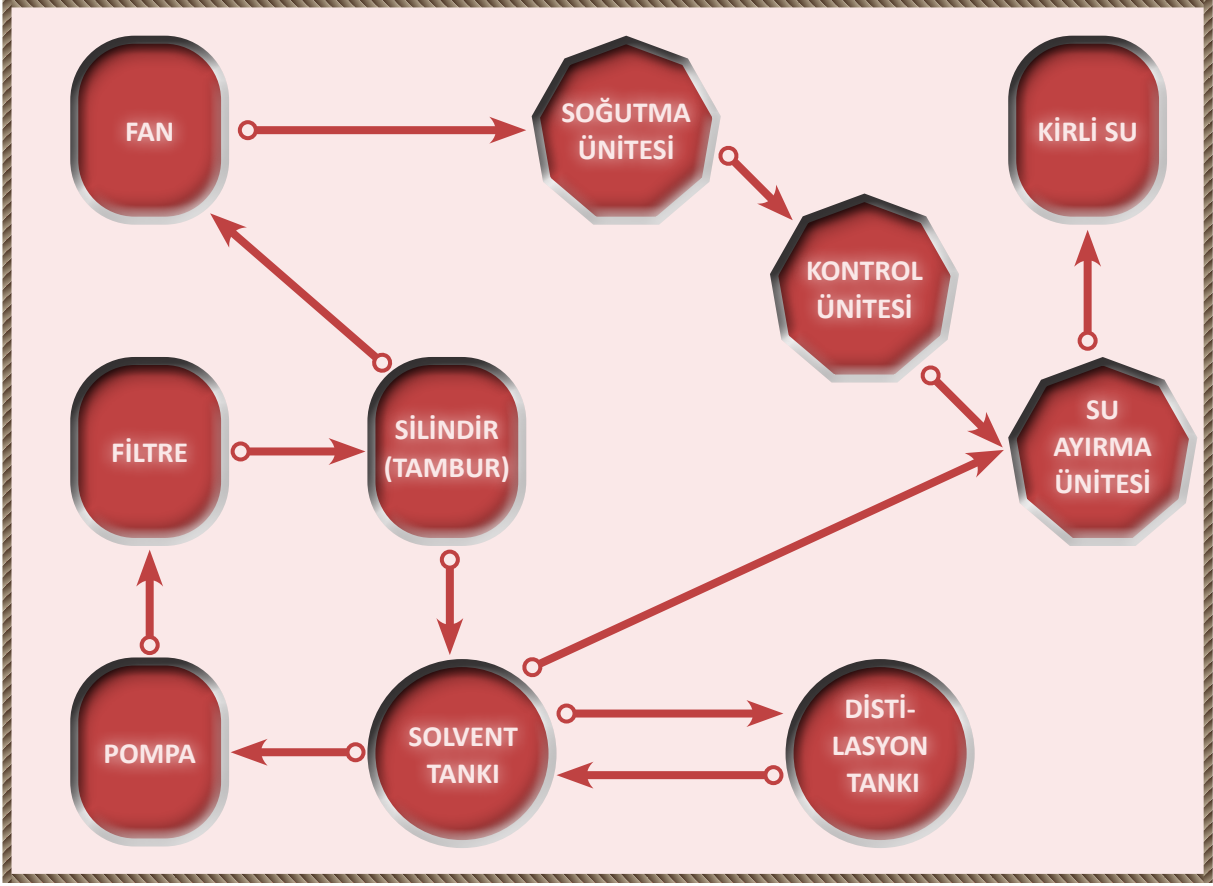 FAN
SOĞUTMA
ÜNİTESİ
KİRLİ SU
KONTROL
ÜNİTESİ
FİLTRE
SİLİNDİR
(TAMBUR)
SU
AYIRMA
ÜNİTESİ
POMPA
SOLVENT
TANKI
DİSTİ-
LASYON
TANKI